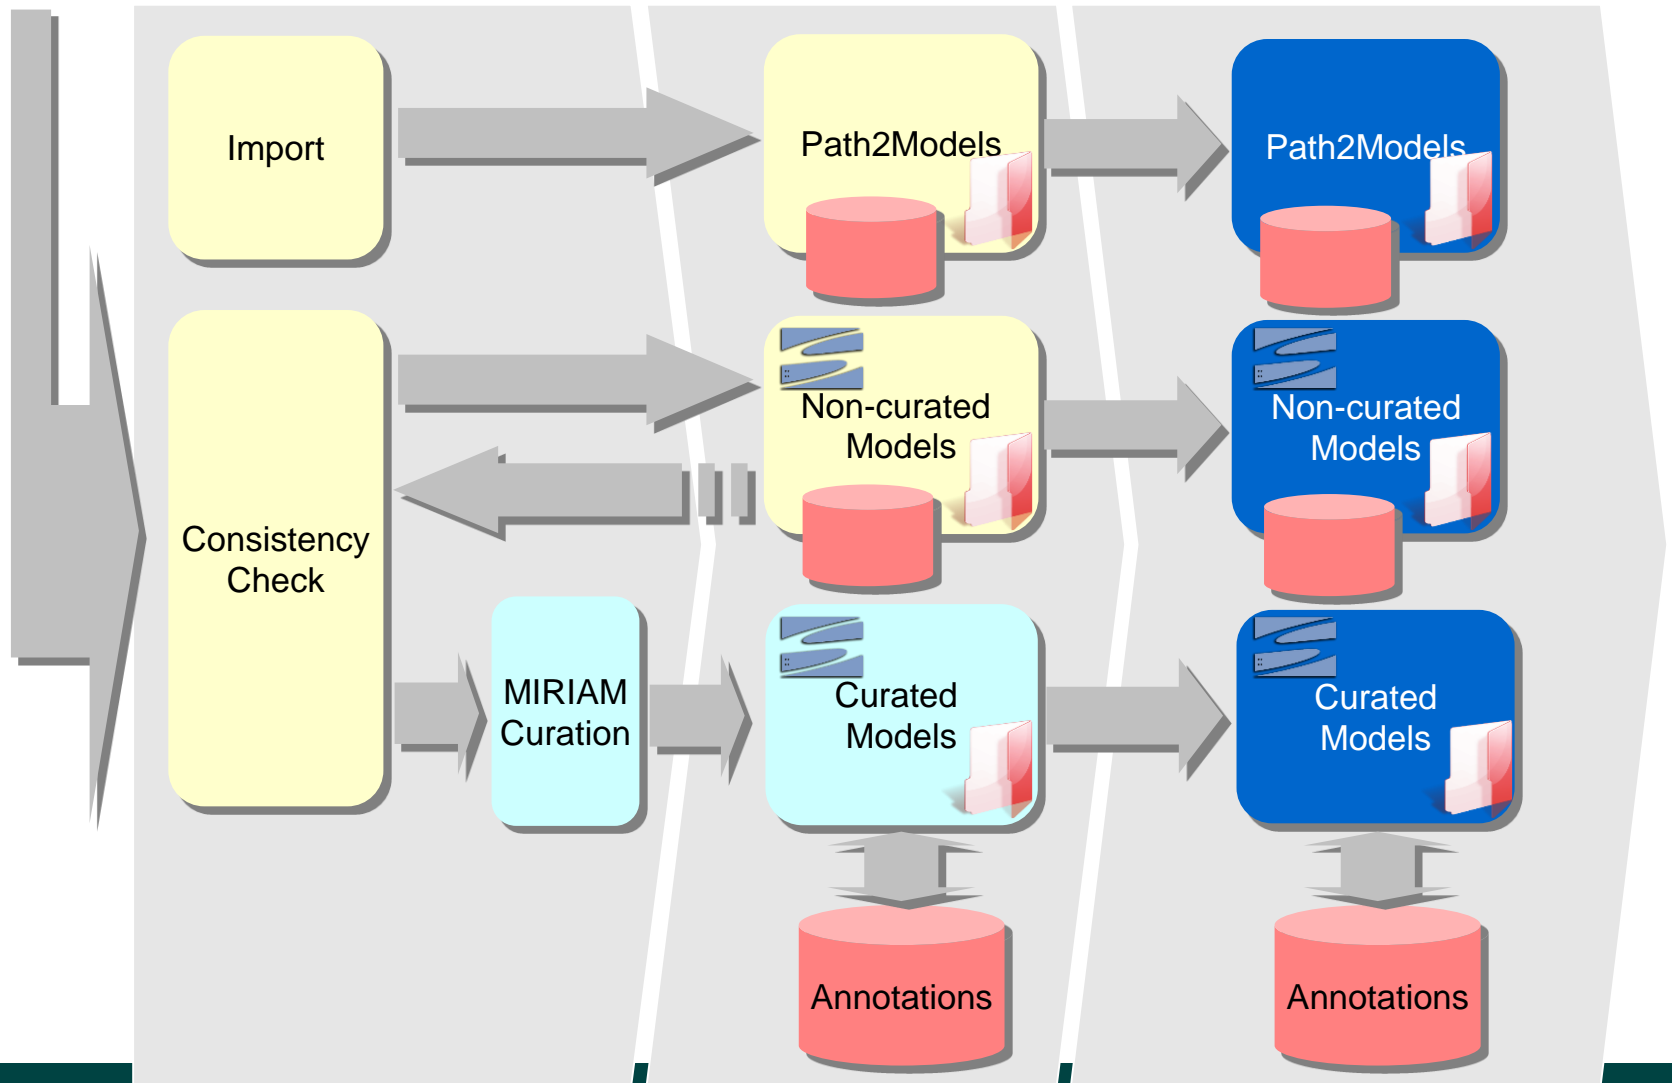 Import
Path2Models
Path2Models
Consistency
Check
Non-curated
Models
Non-curated
Models
MIRIAM
Curation
Curated
Models
Curated
Models
Annotations
Annotations